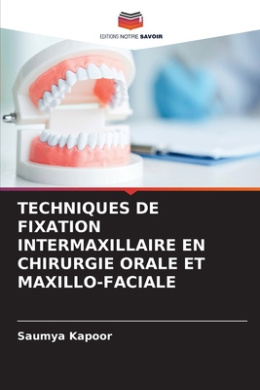 EDITIONS NOTRE SAVOIR
TECHNIQUES DE
FIXATION
INTERMAXILLAIRE EN
CHIRURGIE ORALE ET
MAXILLO-FACIALE
Saumya Kapoor